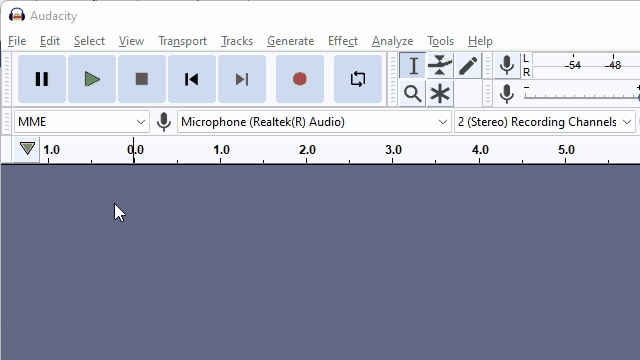 Audacity
File Edit Select View Transport Tracks Generate Effect Analyze Tools Help
L
R
-54 -48
MME Microphone (Realtek(R) Audio) 2 (Stereo) Recording Channels
1.0 0.0 1.0 2.0 3.0 4.0 5.0